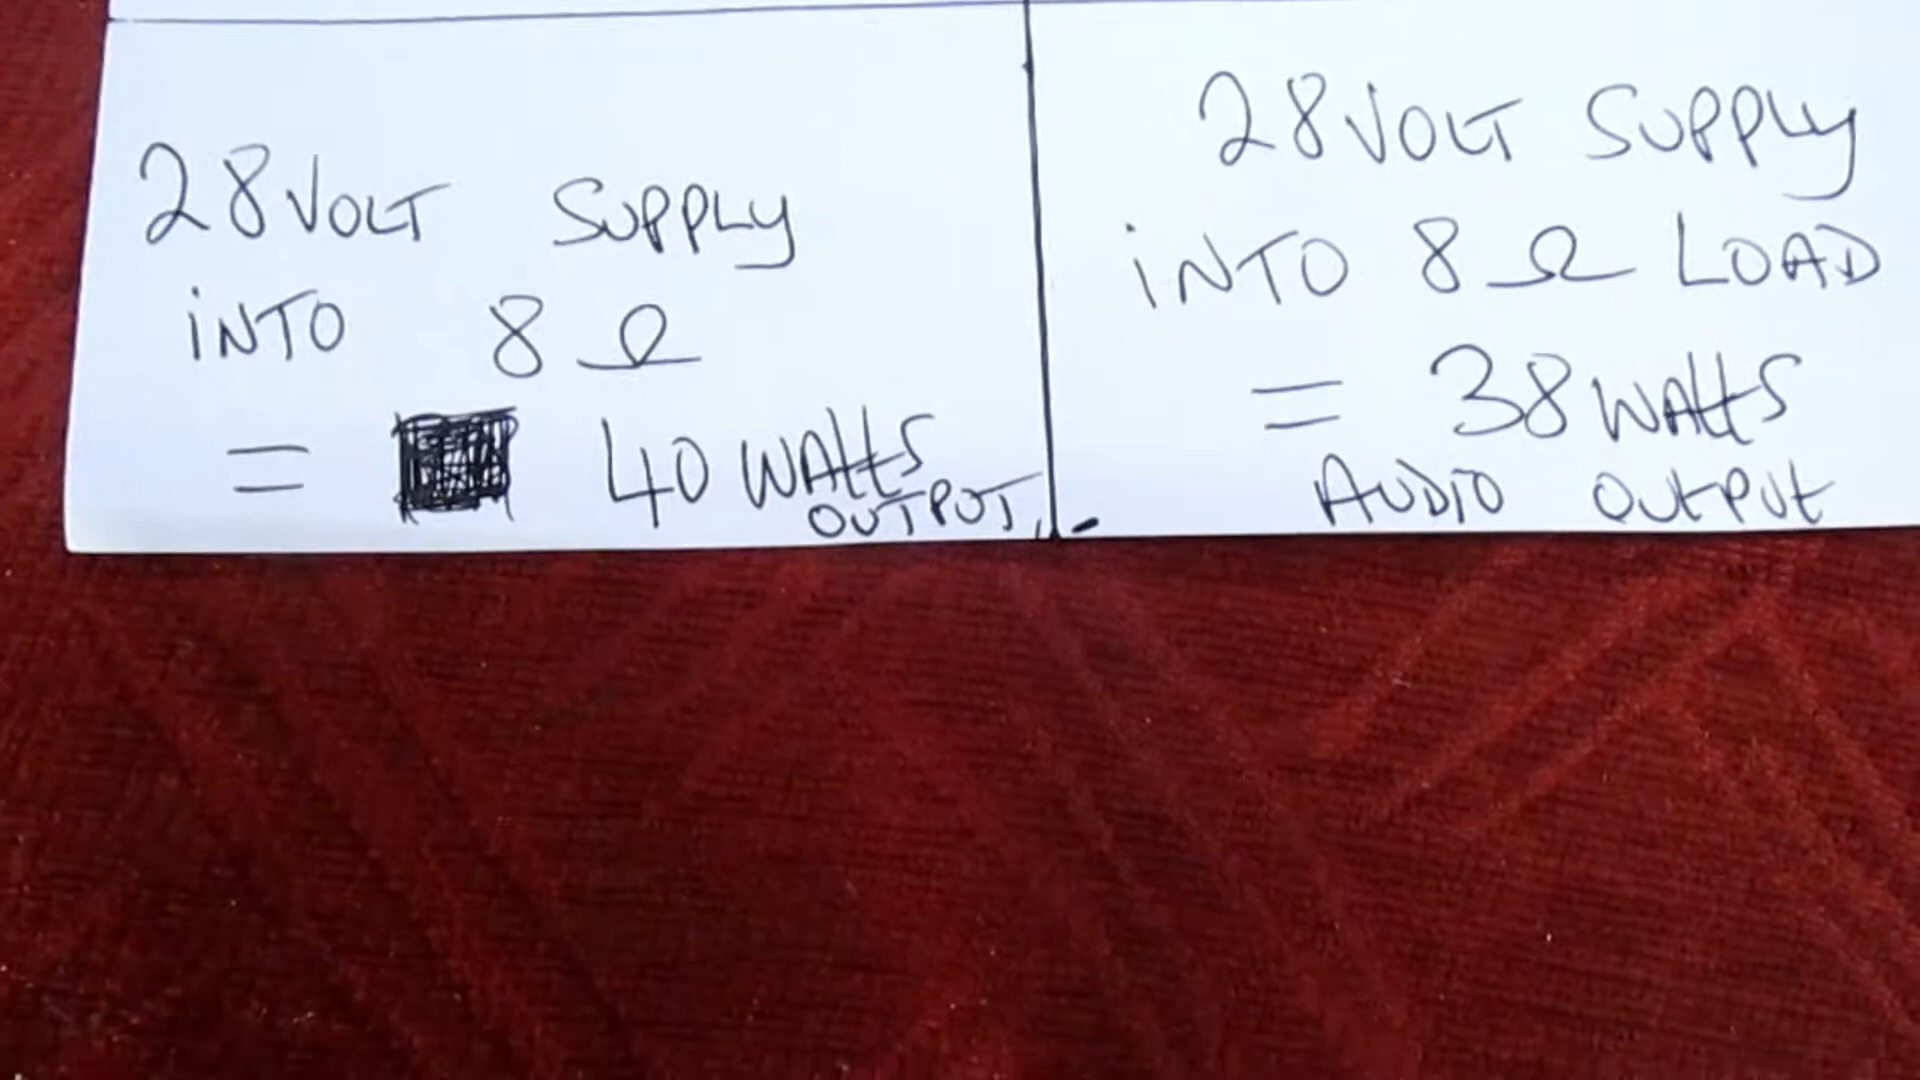 28 VOLT SUPPLY
iNTO 8 Ω
= 40 WAttS
OUTPUT
28 VOLT SUPPLY
iNTO 8 Ω LOAD
= 38 WAttS
AUDIO OUtPUt